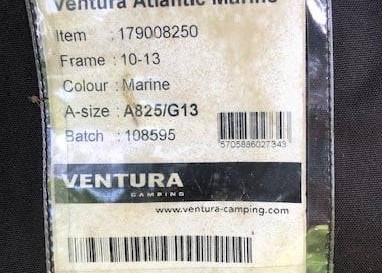 Ventura Atlantic Marine
Item : 179008250
Frame : 10-13
Colour : Marine
A-size : A825/G13
Batch : 108595
5705886027343
VENTURA
CAMPING
www.ventura-camping.com